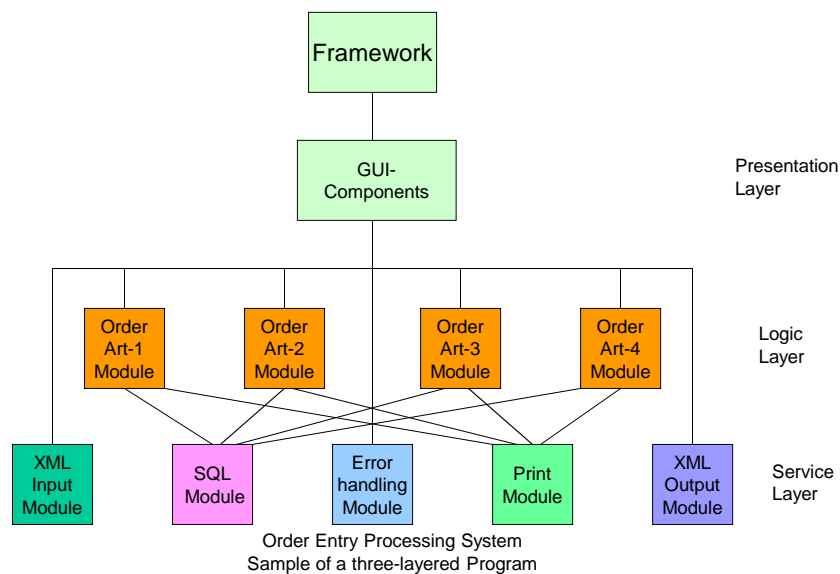 Framework
GUI-
Components
Presentation
Layer
Order
Art-1
Module
Order
Art-2
Module
Order
Art-3
Module
Order
Art-4
Module
Logic
Layer
XML
Input
Module
SQL
Module
Error
handling
Module
Print
Module
XML
Output
Module
Service
Layer
Order Entry Processing System
Sample of a three-layered Program